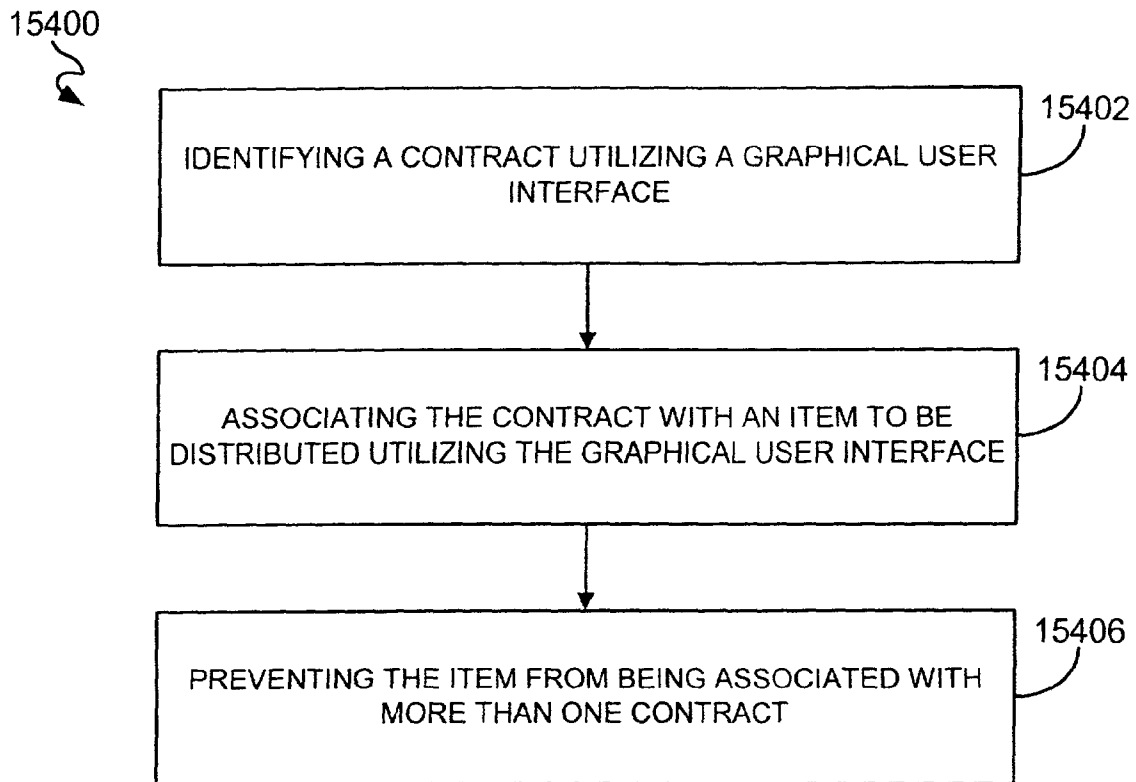 15400
15402
IDENTIFYING A CONTRACT UTILIZING A GRAPHICAL USER
INTERFACE
15404
ASSOCIATING THE CONTRACT WITH AN ITEM TO BE
DISTRIBUTED UTILIZING THE GRAPHICAL USER INTERFACE
15406
PREVENTING THE ITEM FROM BEING ASSOCIATED WITH
MORE THAN ONE CONTRACT